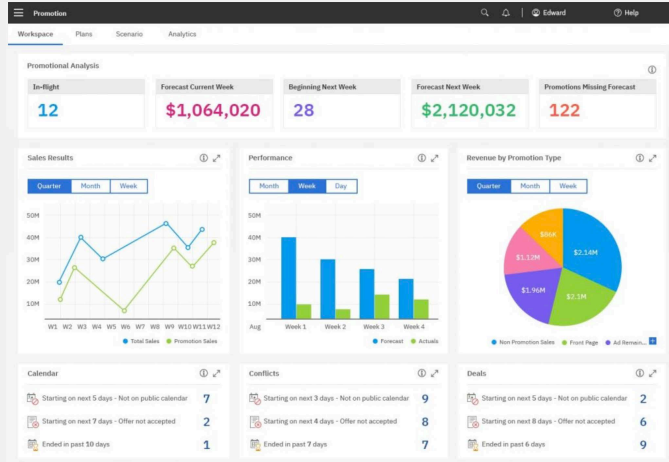 Promotion
Edward
Help
Workspace Plans Scenario Analytics
Promotional Analysis
In-flight
12
Forecast Current Week
$1,064,020
Beginning Next Week
28
Forecast Next Week
$2,120,032
Promotions Missing Forecast
122
Sales Results
Quarter Month Week
50M
40M
30M
20M
10M
W1 W2 W3 W4 W5 W6 W7 W8 W9 W10 W11 W12
Total Sales Promotion Sales
Performance
Month Week Day
50M
40M
30M
20M
10M
Aug Week 1 Week 2 Week 3 Week 4
Forecast Actuals
Revenue by Promotion Type
Quarter Month Week
$86K
$2.14M
$1.12M
$1.96M
$2.1M
Non Promotion Sales Front Page Ad Remain...
Calendar
Starting on next 5 days - Not on public calendar 7
Starting on next 7 days - Offer not accepted 2
Ended in past 10 days 1
Conflicts
Starting on next 3 days - Not on public calendar 9
Starting on next 4 days - Offer not accepted 8
Ended in past 7 days 7
Deals
Starting on next 5 days - Not on public calendar 2
Starting on next 8 days - Offer not accepted 6
Ended in past 6 days 9